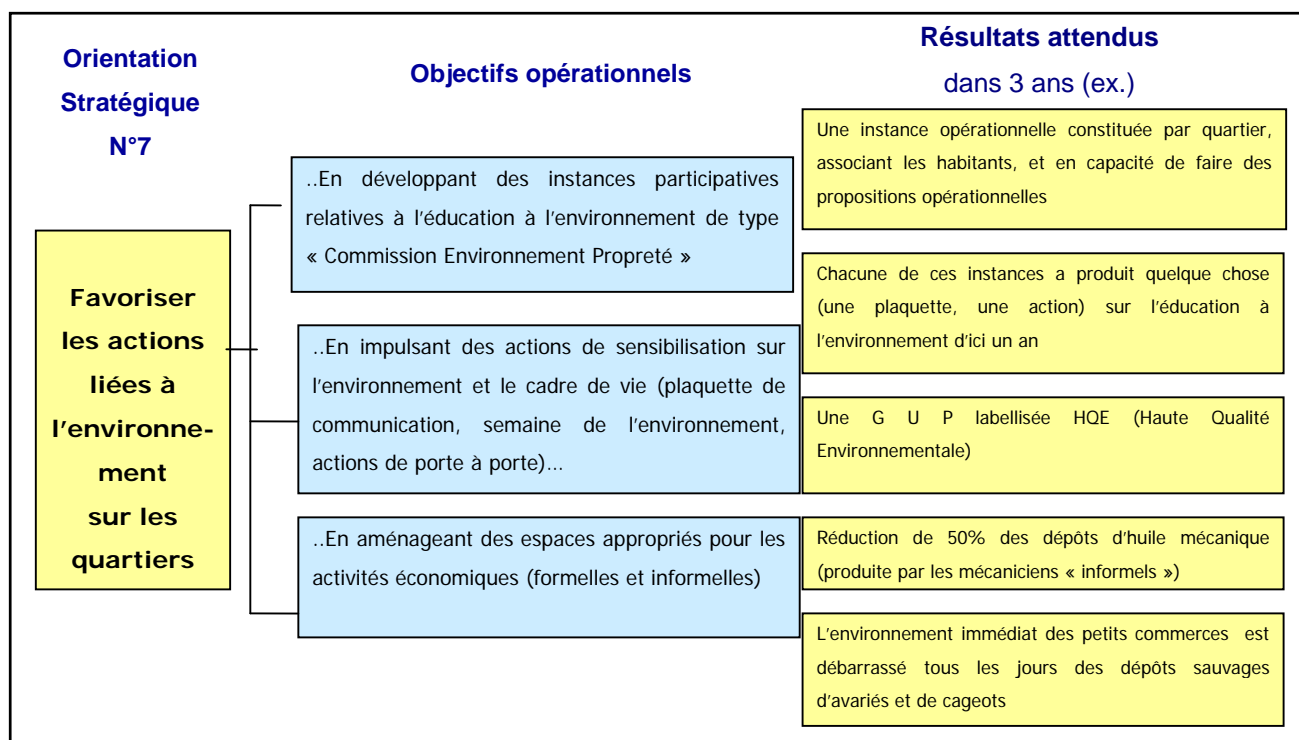 Orientation
Stratégique
N°7
Favoriser
les actions
liées à
l'environne-
ment
sur les
quartiers
Objectifs opérationnels
..En développant des instances participatives
relatives à l'éducation à l'environnement de type
« Commission Environnement Propreté »
..En impulsant des actions de sensibilisation sur
l'environnement et le cadre de vie (plaquette de
communication, semaine de l'environnement,
actions de porte à porte)…
..En aménageant des espaces appropriés pour les
activités économiques (formelles et informelles)
Résultats attendus
dans 3 ans (ex.)
Une instance opérationnelle constituée par quartier,
associant les habitants, et en capacité de faire des
propositions opérationnelles
Chacune de ces instances a produit quelque chose
(une plaquette, une action) sur l'éducation à
l'environnement d'ici un an
Une G U P labellisée HQE (Haute Qualité
Environnementale)
Réduction de 50% des dépôts d'huile mécanique
(produite par les mécaniciens « informels »)
L'environnement immédiat des petits commerces est
débarrassé tous les jours des dépôts sauvages
d'avariés et de cageots